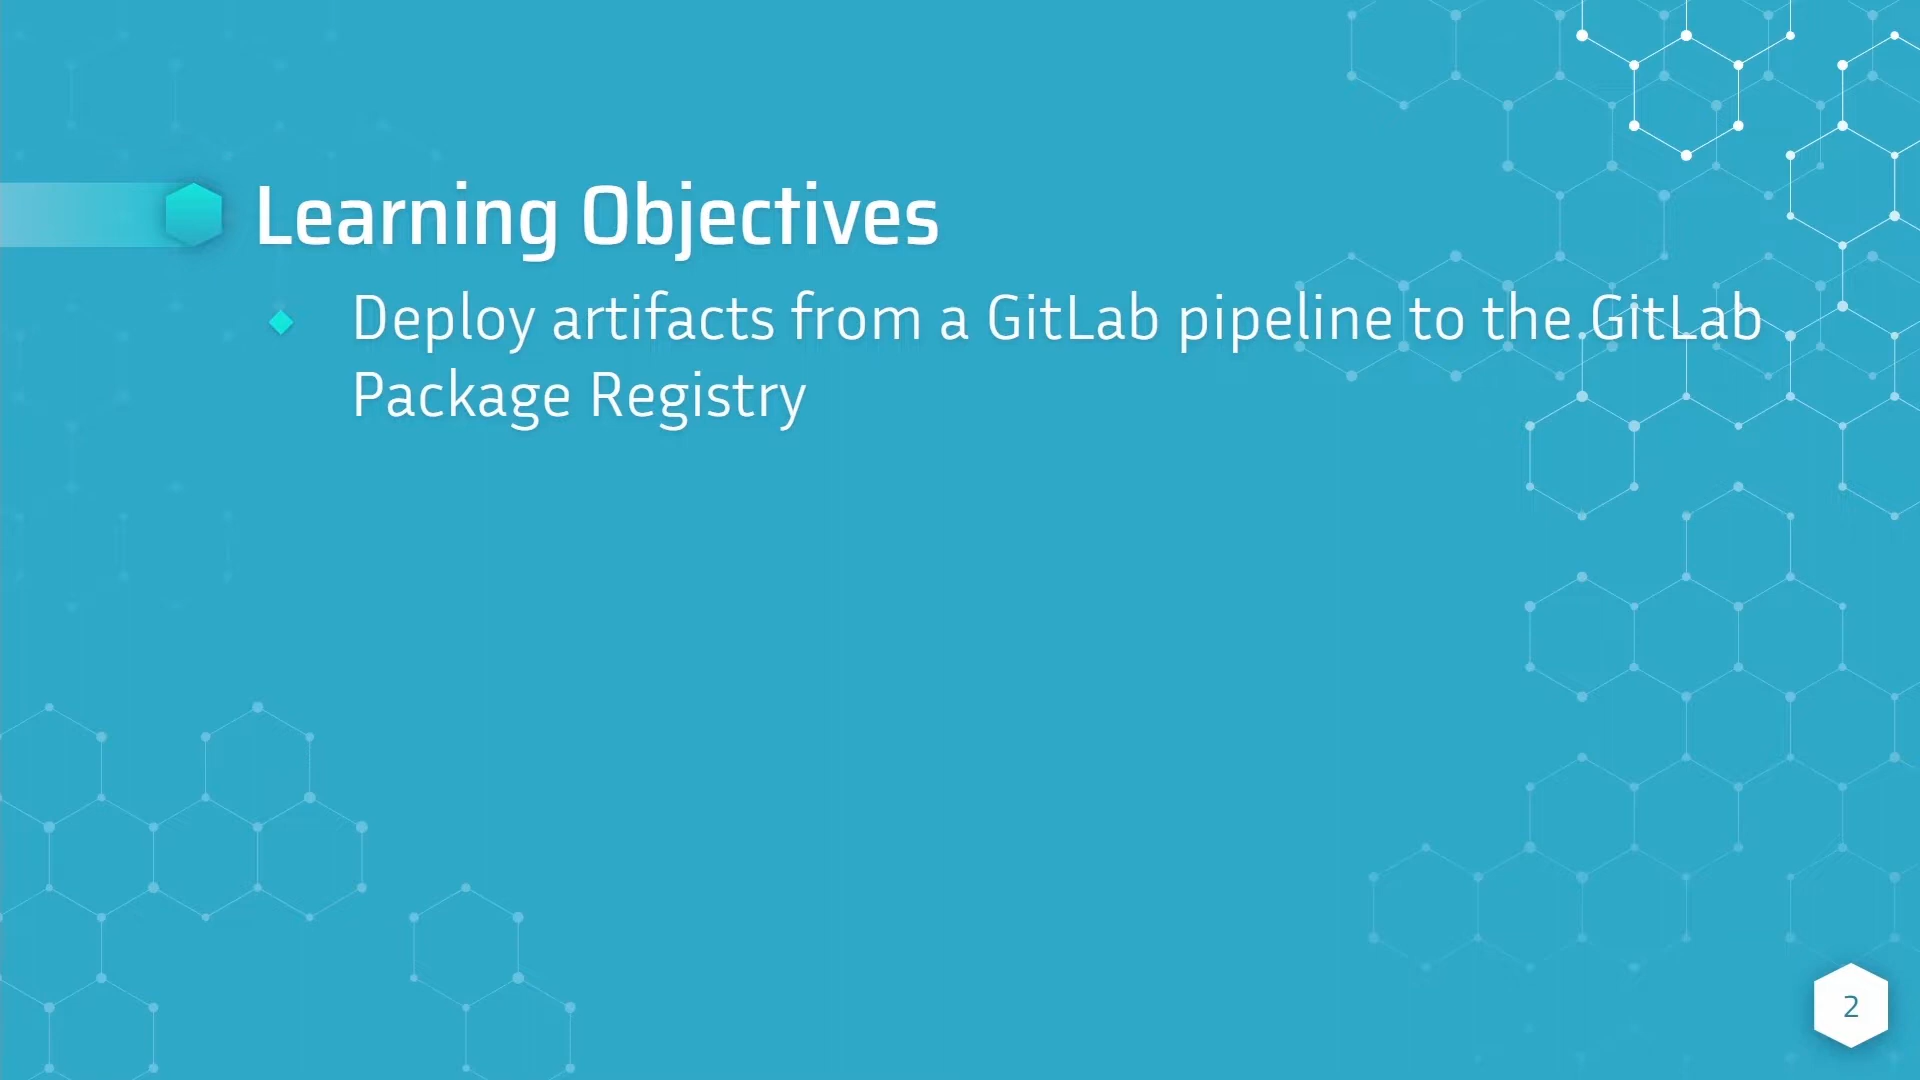 Learning Objectives
Deploy artifacts from a GitLab pipeline to the GitLab
Package Registry
2